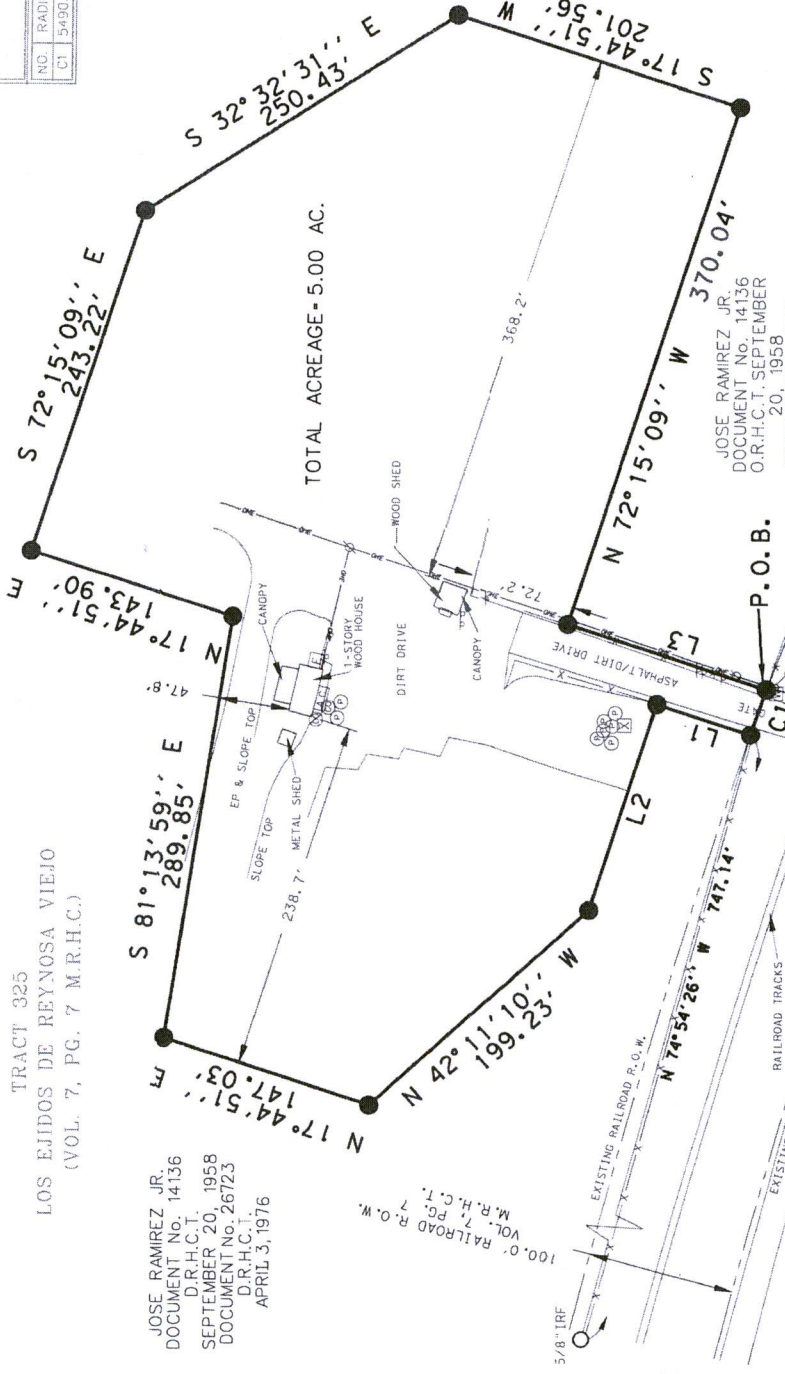 NO. RADI
C1 5490.
TRACT 325
LOS EJIDOS DE REYNOSA VIEJO
(VOL. 7, PG. 7 M.R.H.C.)
S 72°15'09'' E
243.22'
S 32°32'31'' E
250.43'
S 17°44'51'' W
201.56'
N 17°44'51'' E
143.90'
S 81°13'59'' E
289.85'
47.8'
CANOPY
1-STORY
WOOD HOUSE
EP & SLOPE TOP
SLOPE TOP
METAL SHED
238.7'
TOTAL ACREAGE= 5.00 AC.
368.2'
WOOD SHED
DIRT DRIVE
CANOPY
72.2'
N 17°44'51'' E
147.03'
N 42°11'10'' W
199.23'
N 72°15'09'' W 370.04'
JOSE RAMIREZ JR.
DOCUMENT No. 14136
D.R.H.C.T.
SEPTEMBER 20, 1958
DOCUMENT No. 26723
D.R.H.C.T.
APRIL 3, 1976
JOSE RAMIREZ JR.
DOCUMENT No. 14136
O.R.H.C.T. SEPTEMBER
20, 1958
L2
L1
L3
ASPHALT/DIRT DRIVE
GATE
C1
P.O.B.
100.0' RAILROAD R.O.W.
VOL. 7, PG. 7
M.R.H.C.T.
5/8"IRF
EXISTING RAILROAD R.O.W.
N 74°54'26'' W 747.14'
RAILROAD TRACKS
EXISTING